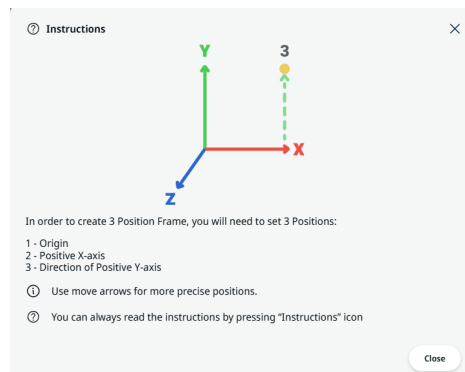 Instructions
Y
3
X
Z
In order to create 3 Position Frame, you will need to set 3 Positions:
1 - Origin
2 - Positive X-axis
3 - Direction of Positive Y-axis
Use move arrows for more precise positions.
You can always read the instructions by pressing “Instructions” icon
Close